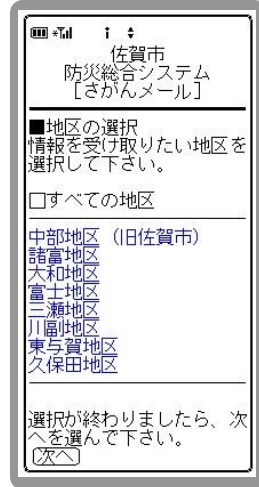 佐賀市
防災総合システム
[さがんメール]
■地区の選択
情報を受け取りたい地区を
選択して下さい。
□すべての地区
中部地区（旧佐賀市）
諸富地区
大和地区
富士地区
三瀬地区
川副地区
東与賀地区
久保田地区
選択が終わりましたら、次
へを選んで下さい。
次へ